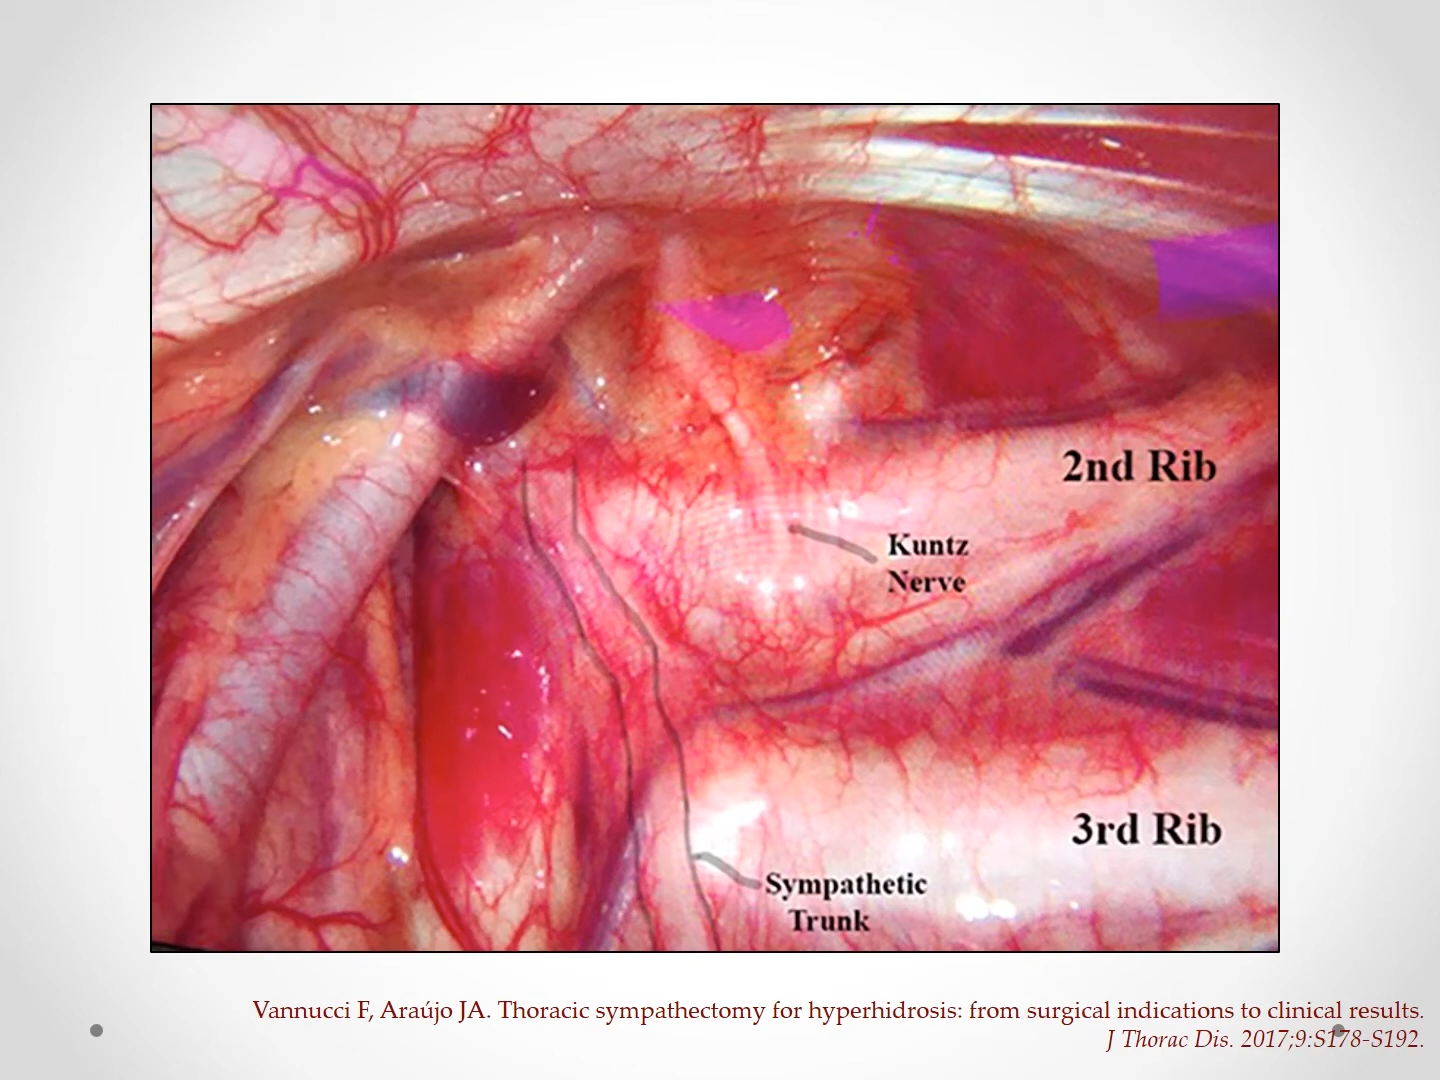 2nd Rib
Kuntz
Nerve
3rd Rib
Sympathetic
Trunk
Vannucci F, Araújo JA. Thoracic sympathectomy for hyperhidrosis: from surgical indications to clinical results.
J Thorac Dis. 2017;9:S178-S192.